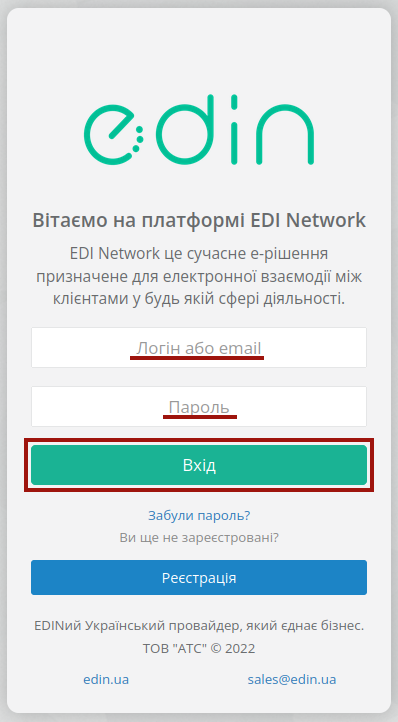 edin
Вітаємо на платформі EDI Network
EDI Network це сучасне е-рішення
призначене для електронної взаємодії між
клієнтами у будь якій сфері діяльності.
Логін або email
Пароль
Вхід
Забули пароль?
Ви ще не зареєстровані?
Реєстрація
EDINий Український провайдер, який єднає бізнес.
ТОВ "АТС" © 2022
edin.ua sales@edin.ua